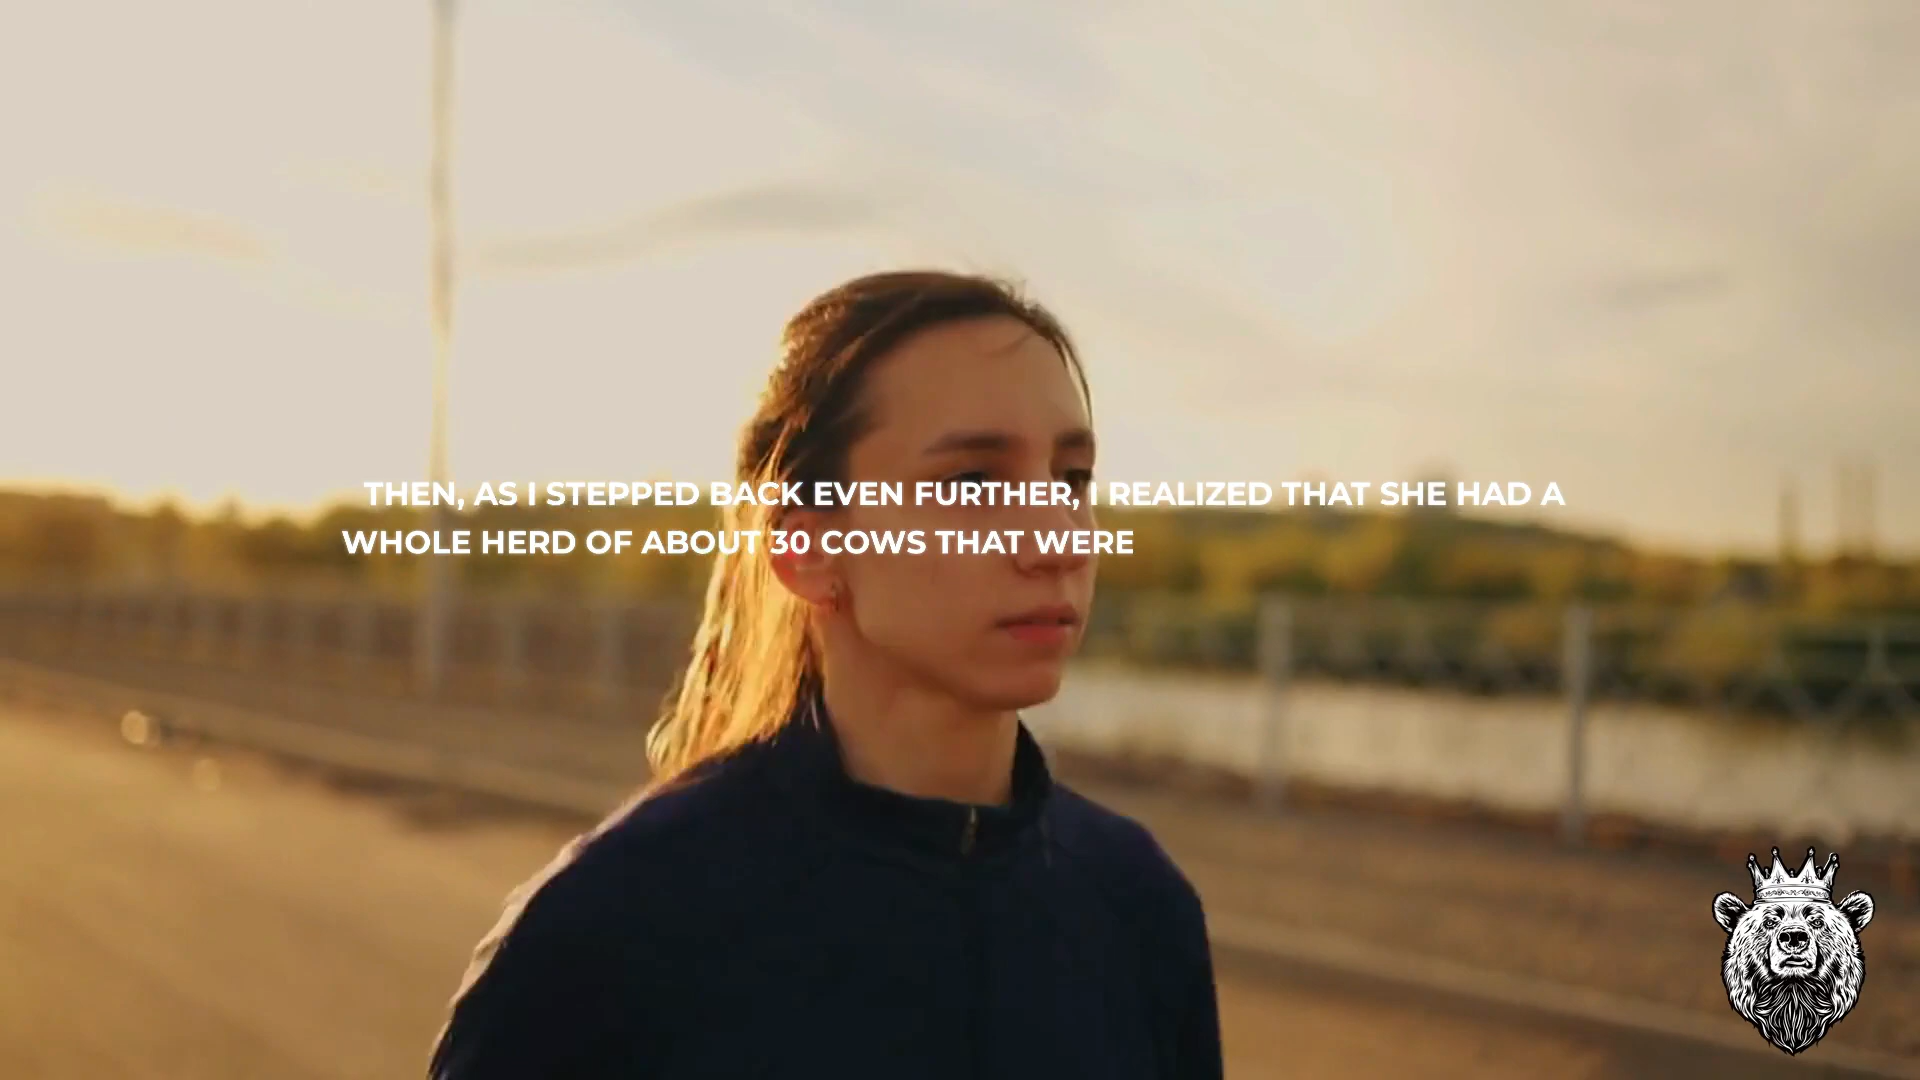 THEN, AS I STEPPED BACK EVEN FURTHER, I REALIZED THAT SHE HAD A
WHOLE HERD OF ABOUT 30 COWS THAT WERE